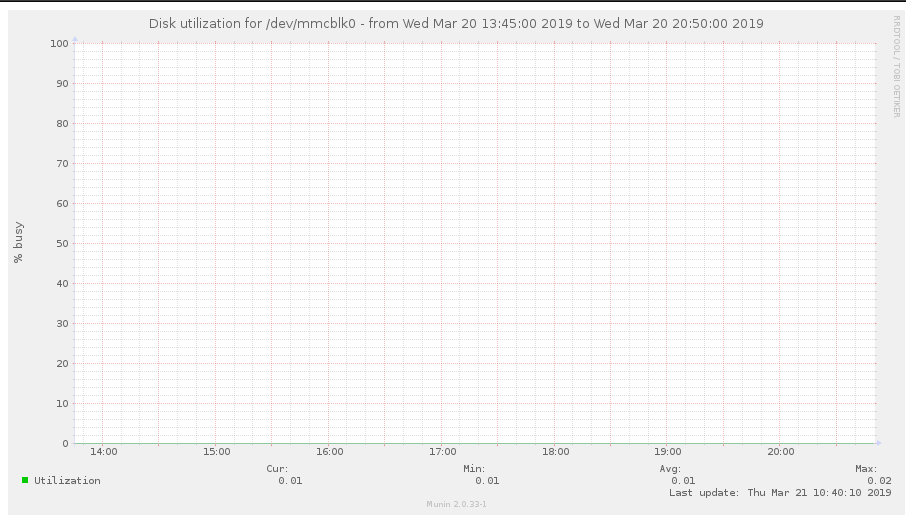 Disk utilization for /dev/mmcblk0 - from Wed Mar 20 13:45:00 2019 to Wed Mar 20 20:50:00 2019
RRDTOOL / TOBI OETIKER
% busy
100
90
80
70
60
50
40
30
20
10
0
14:00 15:00 16:00 17:00 18:00 19:00 20:00
Cur: Min: Avg: Max:
Utilization 0.01 0.01 0.01 0.02
Last update: Thu Mar 21 10:40:10 2019
Munin 2.0.33-1